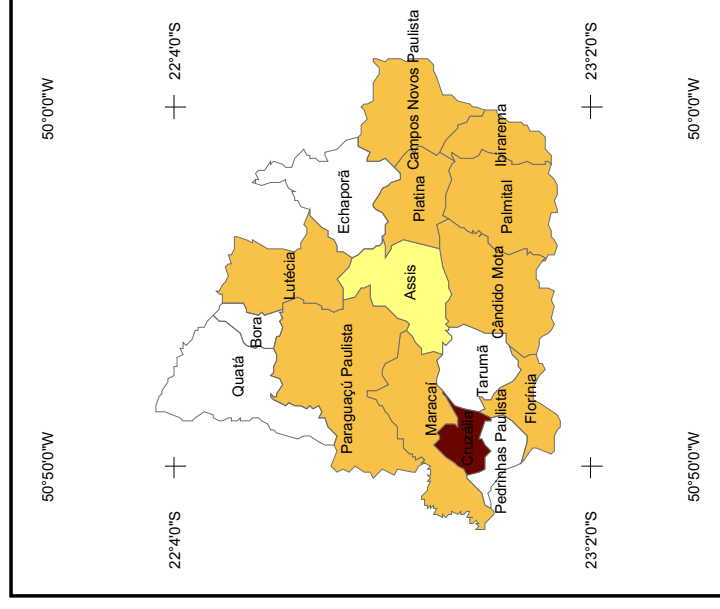 50°50'0"W
50°0'0"W
22°4'0"S
22°4'0"S
Quatá
Bora
Lutécia
Echaporã
Paraguaçú Paulista
Campos Novos Paulista
Assis
Platina
Maracaí
Cruzália
Tarumã
Cândido Mota
Palmital
Ibirarema
Pedrinhas Paulista
Florínia
23°2'0"S
23°2'0"S
50°50'0"W
50°0'0"W